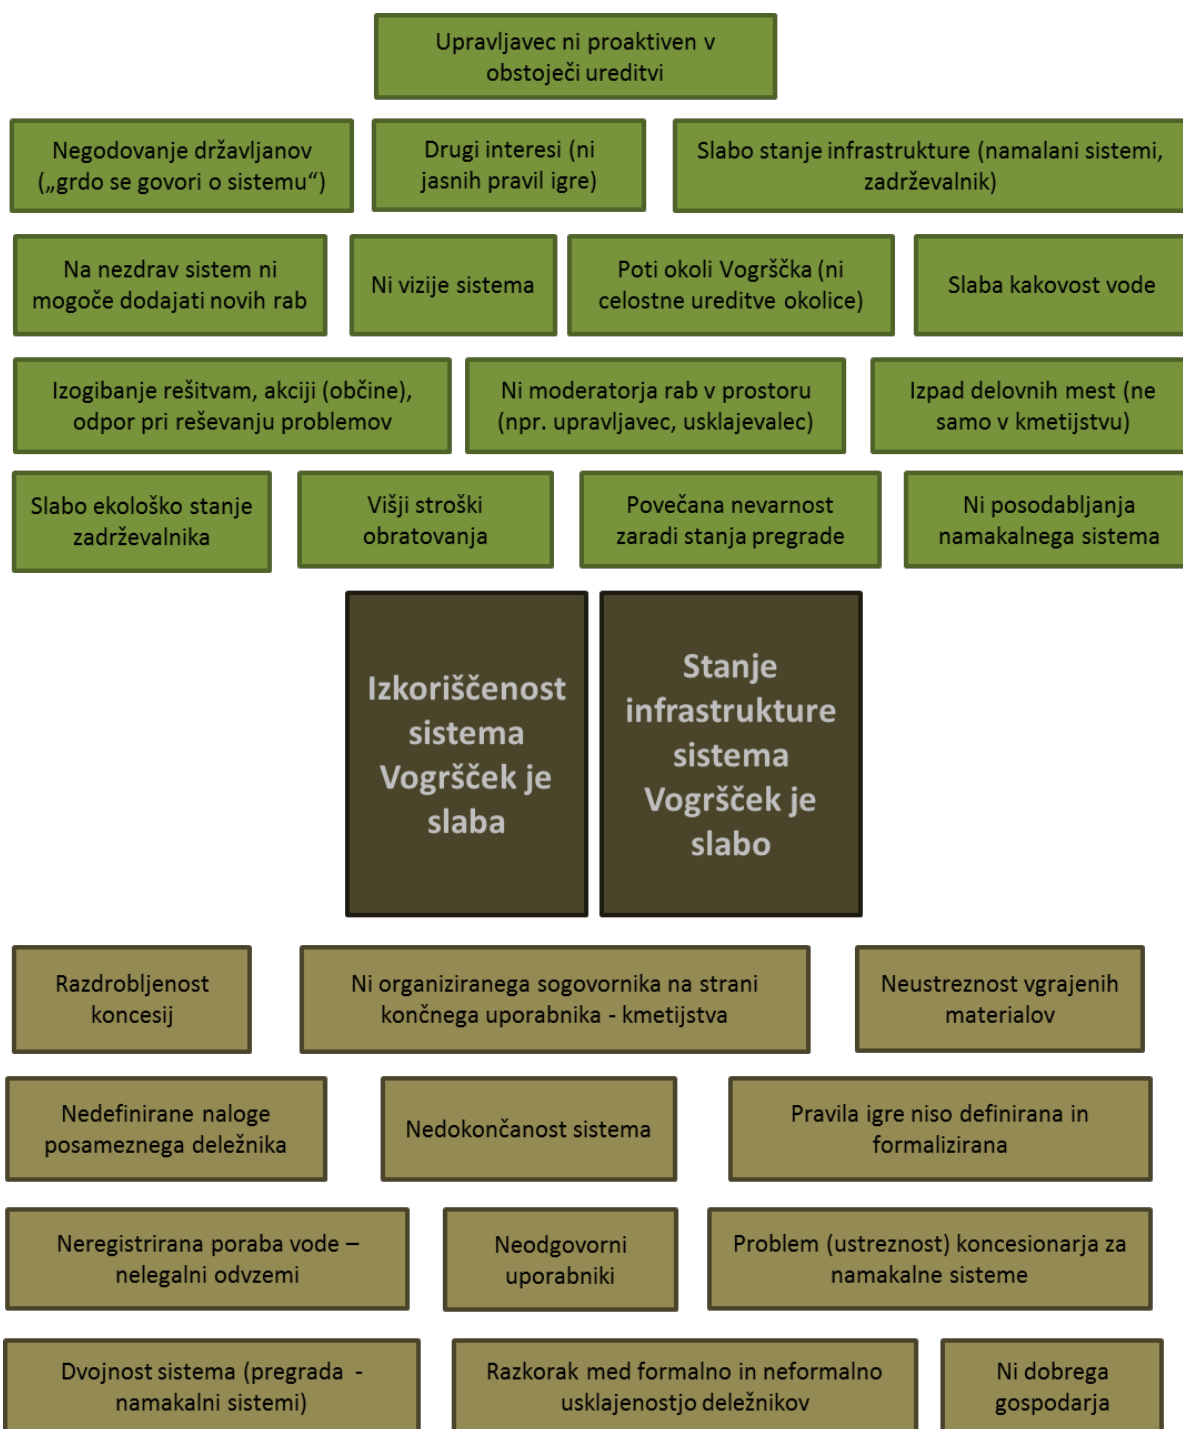 Upravljavec ni proaktiven v
obstoječi ureditvi
Negodovanje državljanov
(„grdo se govori o sistemu“)
Drugi interesi (ni
jasnih pravil igre)
Slabo stanje infrastrukture (namalani sistemi,
zadrževalnik)
Na nezdrav sistem ni
mogoče dodajati novih rab
Ni vizije sistema
Poti okoli Vogrščka (ni
celostne ureditve okolice)
Slaba kakovost vode
Izogibanje rešitvam, akciji (občine),
odpor pri reševanju problemov
Ni moderatorja rab v prostoru
(npr. upravljavec, usklajevalec)
Izpad delovnih mest (ne
samo v kmetijstvu)
Slabo ekološko stanje
zadrževalnika
Višji stroški
obratovanja
Povečana nevarnost
zaradi stanja pregrade
Ni posodabljanja
namakalnega sistema
Izkoriščenost
sistema
Vogršček je
slaba
Stanje
infrastrukture
sistema
Vogršček je
slabo
Razdrobljenost
koncesij
Ni organiziranega sogovornika na strani
končnega uporabnika - kmetijstva
Neustreznost vgrajenih
materialov
Nedefinirane naloge
posameznega deležnika
Nedokončanost sistema
Pravila igre niso definirana in
formalizirana
Neregistrirana poraba vode –
nelegalni odvzemi
Neodgovorni
uporabniki
Problem (ustreznost) koncesionarja za
namakalne sisteme
Dvojnost sistema (pregrada -
namakalni sistemi)
Razkorak med formalno in neformalno
usklajenostjo deležnikov
Ni dobrega
gospodarja